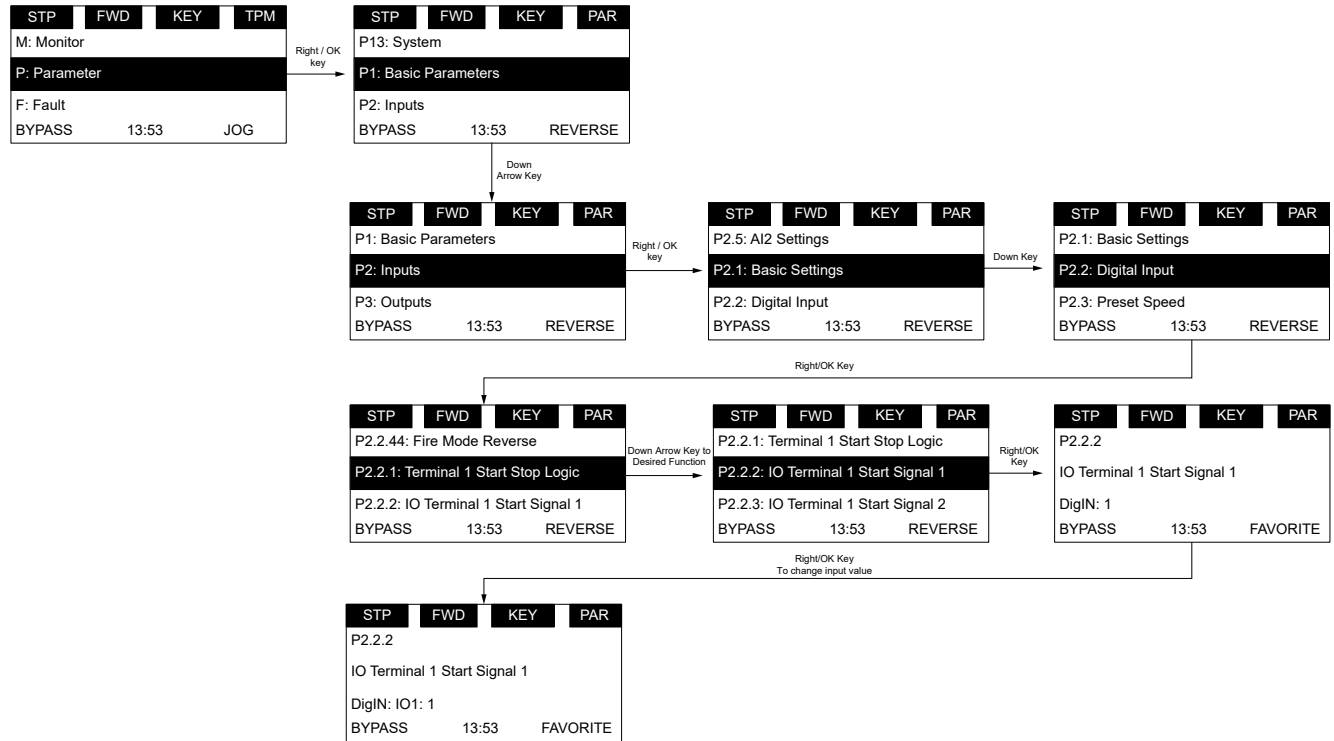 STP FWD KEY TPM
M: Monitor
P: Parameter
F: Fault
BYPASS 13:53 JOG
Right / OK
key
STP FWD KEY PAR
P13: System
P1: Basic Parameters
P2: Inputs
BYPASS 13:53 REVERSE
Down
Arrow Key
STP FWD KEY PAR
P1: Basic Parameters
P2: Inputs
P3: Outputs
BYPASS 13:53 REVERSE
Right / OK
key
STP FWD KEY PAR
P2.5: AI2 Settings
P2.1: Basic Settings
P2.2: Digital Input
BYPASS 13:53 REVERSE
Down Key
STP FWD KEY PAR
P2.1: Basic Settings
P2.2: Digital Input
P2.3: Preset Speed
BYPASS 13:53 REVERSE
Right/OK Key
STP FWD KEY PAR
P2.2.44: Fire Mode Reverse
P2.2.1: Terminal 1 Start Stop Logic
P2.2.2: IO Terminal 1 Start Signal 1
BYPASS 13:53 REVERSE
Down Arrow Key to
Desired Function
STP FWD KEY PAR
P2.2.1: Terminal 1 Start Stop Logic
P2.2.2: IO Terminal 1 Start Signal 1
P2.2.3: IO Terminal 1 Start Signal 2
BYPASS 13:53 REVERSE
Right/OK
Key
STP FWD KEY PAR
P2.2.2
IO Terminal 1 Start Signal 1
DigIN: 1
BYPASS 13:53 FAVORITE
Right/OK Key
To change input value
STP FWD KEY PAR
P2.2.2
IO Terminal 1 Start Signal 1
DigIN: IO1: 1
BYPASS 13:53 FAVORITE